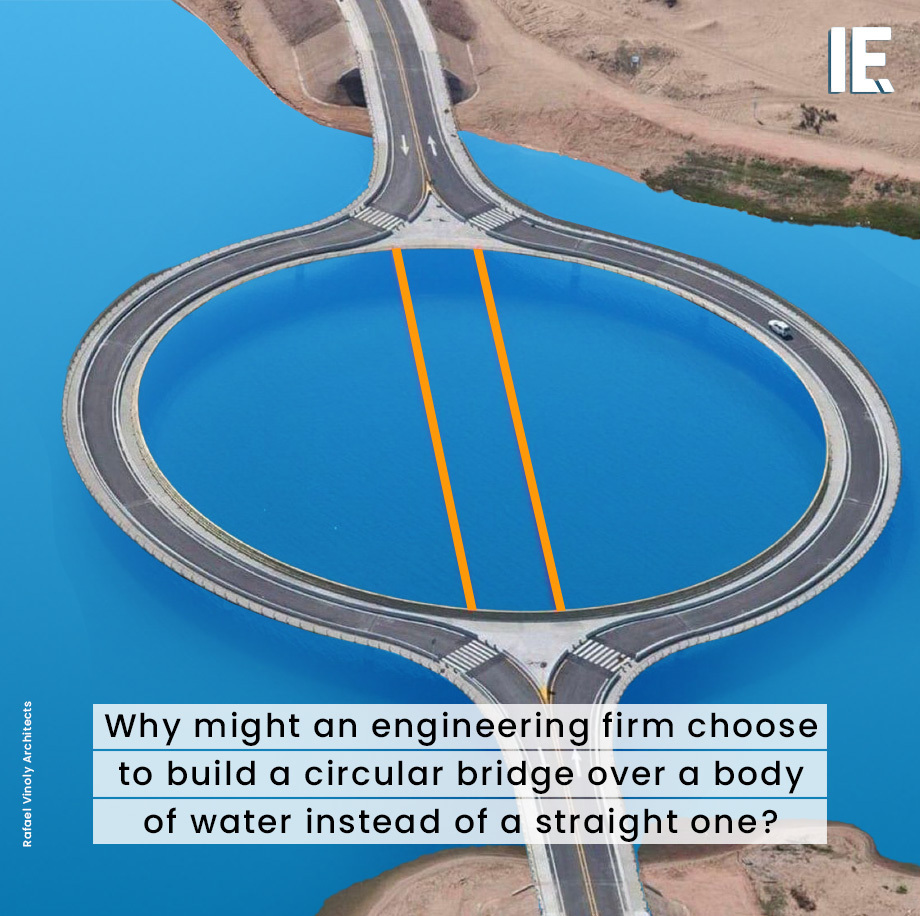 IE
Why might an engineering firm choose
to build a circular bridge over a body
of water instead of a straight one?
Rafael Vinoly Architects